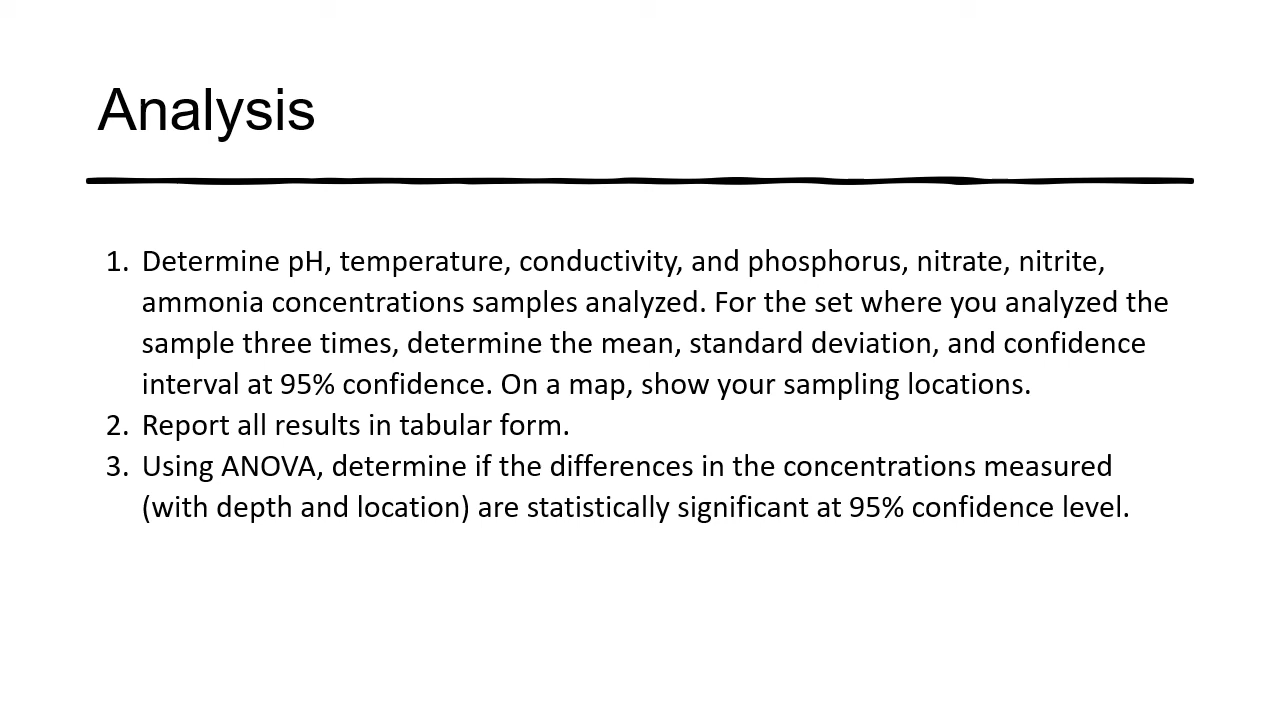 Analysis
1. Determine pH, temperature, conductivity, and phosphorus, nitrate, nitrite,
ammonia concentrations samples analyzed. For the set where you analyzed the
sample three times, determine the mean, standard deviation, and confidence
interval at 95% confidence. On a map, show your sampling locations.
2. Report all results in tabular form.
3. Using ANOVA, determine if the differences in the concentrations measured
(with depth and location) are statistically significant at 95% confidence level.